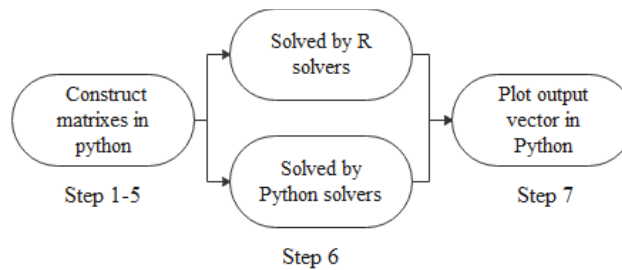 Construct
matrixes in
python
Step 1-5
Solved by R
solvers
Solved by
Python solvers
Step 6
Plot output
vector in
Python
Step 7